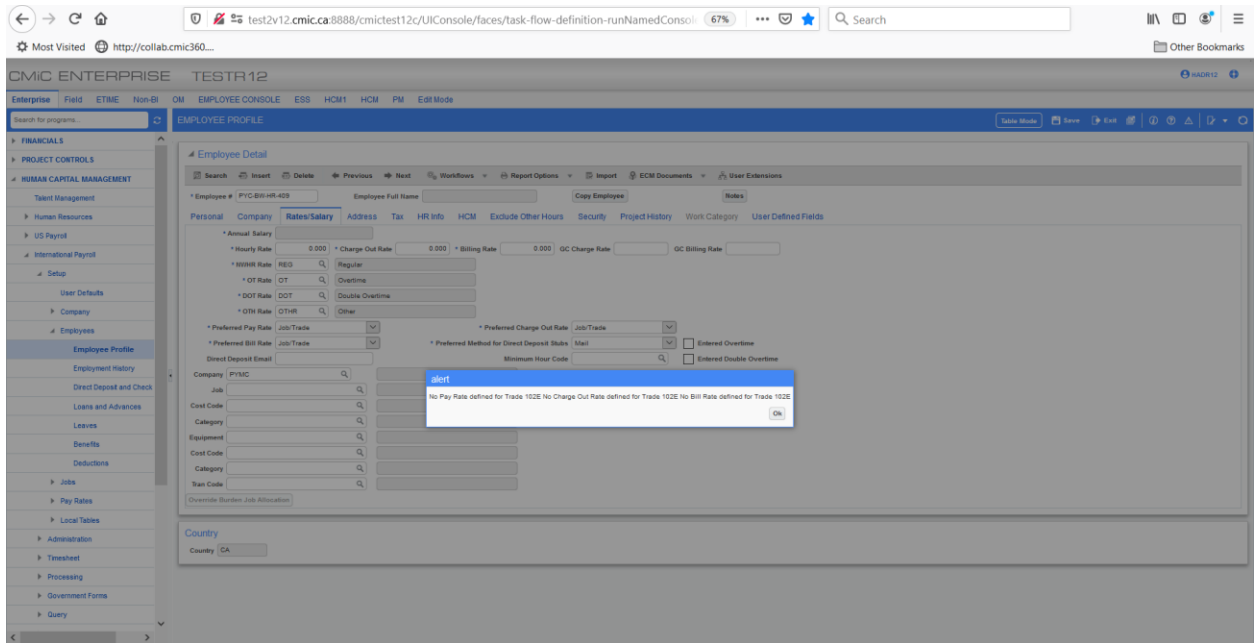 test2v12.cmic.ca:8888/cmictest12c/UIConsole/faces/task-flow-definition-runNamedConsol 67% Search
Most Visited http://collab.cmic360.... Other Bookmarks
CMiC ENTERPRISE TESTR12 HADR12
Enterprise Field ETIME Non-BI OM EMPLOYEE CONSOLE ESS HCM1 HCM PM Edit Mode
Search for programs... EMPLOYEE PROFILE Table Mode Save Exit
FINANCIALS
PROJECT CONTROLS
HUMAN CAPITAL MANAGEMENT
Talent Management
Human Resources
US Payroll
International Payroll
Setup
User Defaults
Company
Employees
Employee Profile
Employment History
Direct Deposit and Check
Loans and Advances
Leaves
Benefits
Deductions
Jobs
Pay Rates
Local Tables
Administration
Timesheet
Processing
Government Forms
Query
Employee Detail
Search Insert Delete Previous Next Workflows Report Options Import ECM Documents User Extensions
* Employee # PYC-BW-HR-409 Employee Full Name Copy Employee Notes
Personal Company Rates/Salary Address Tax HR Info HCM Exclude Other Hours Security Project History Work Category User Defined Fields
* Annual Salary
* Hourly Rate 0.000 * Charge Out Rate 0.000 * Billing Rate 0.000 GC Charge Rate GC Billing Rate
* NWHR Rate REG Regular
* OT Rate OT Overtime
* DOT Rate DOT Double Overtime
* OTH Rate OTHR Other
* Preferred Pay Rate Job/Trade * Preferred Charge Out Rate Job/Trade
* Preferred Bill Rate Job/Trade * Preferred Method for Direct Deposit Stubs Mail Entered Overtime
Direct Deposit Email Minimum Hour Code Entered Double Overtime
Company PYMC
Job
Cost Code
Category
Equipment
Cost Code
Category
Tran Code
Override Burden Job Allocation
alert
No Pay Rate defined for Trade 102E No Charge Out Rate defined for Trade 102E No Bill Rate defined for Trade 102E
Ok
Country
Country CA